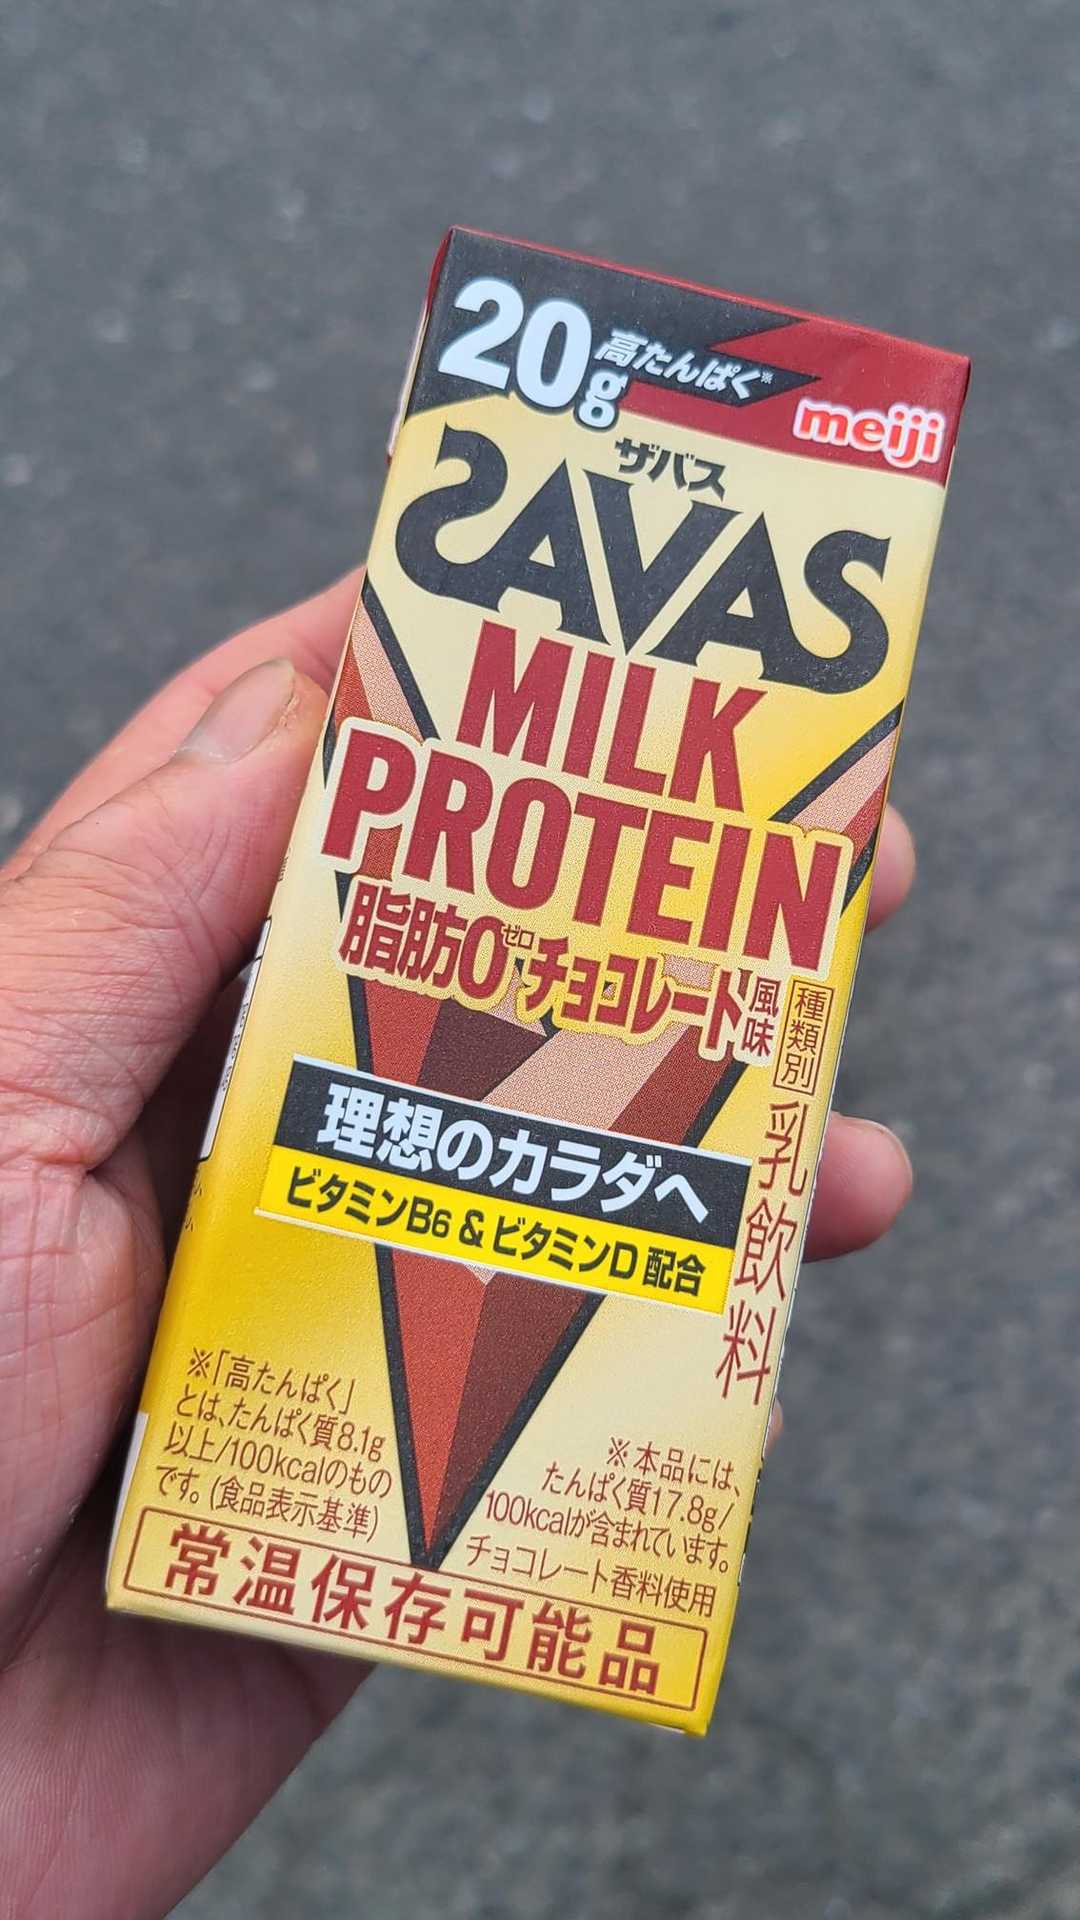 20g 高たんぱく※
meiji
ザバス
SAVAS
MILK
PROTEIN
脂肪0ゼロチョコレート風味
種類別
乳飲料
理想のカラダへ
ビタミンB6 & ビタミンD 配合
※「高たんぱく」
とは、たんぱく質8.1g
以上/100kcalのもの
です。(食品表示基準)
※本品には、
たんぱく質17.8g/
100kcalが含まれています。
チョコレート香料使用
常温保存可能品